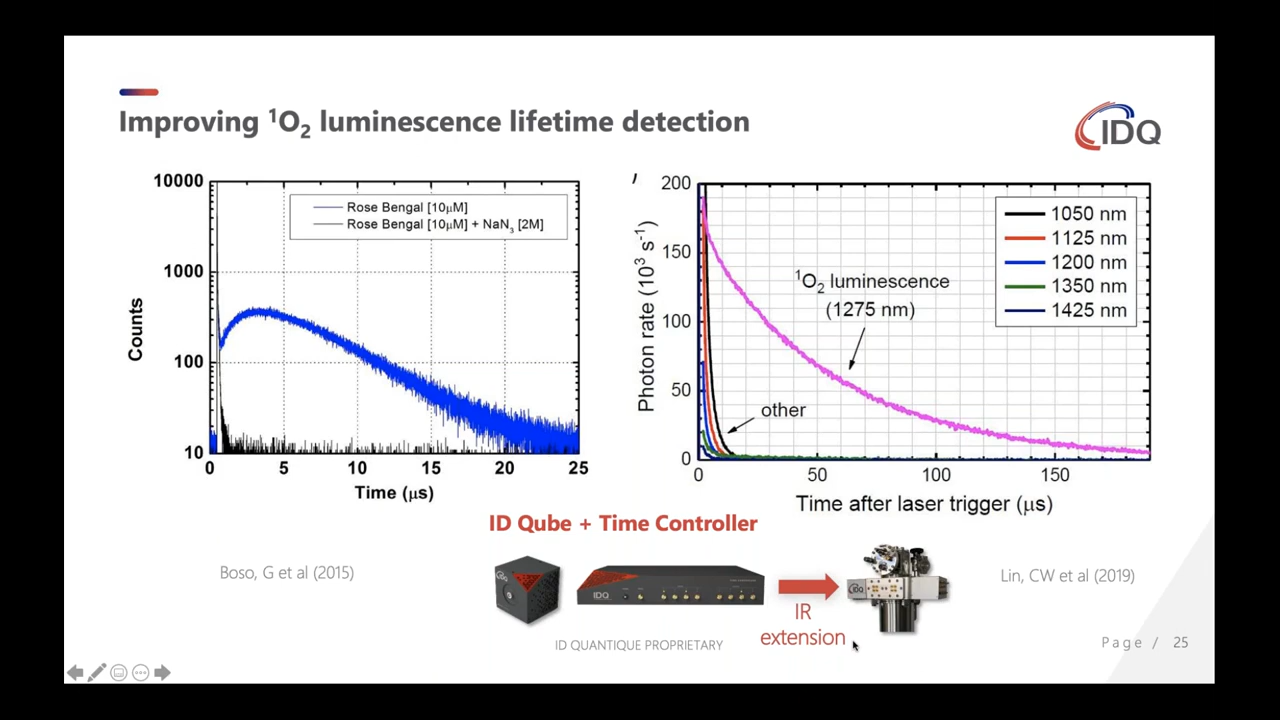 Improving ¹O₂ luminescence lifetime detection
IDQ
10000
1000
100
10
Counts
0 5 10 15 20 25
Time (μs)
Rose Bengal [10μM]
Rose Bengal [10μM] + NaN₃ [2M]
200
150
100
50
0
Photon rate (10³ s⁻¹)
0 50 100 150
Time after laser trigger (μs)
¹O₂ luminescence
(1275 nm)
other
1050 nm
1125 nm
1200 nm
1350 nm
1425 nm
ID Qube + Time Controller
Boso, G et al (2015)
IDQ
IDQ
IR
extension
IDQ
Lin, CW et al (2019)
ID QUANTIQUE PROPRIETARY
Page / 25